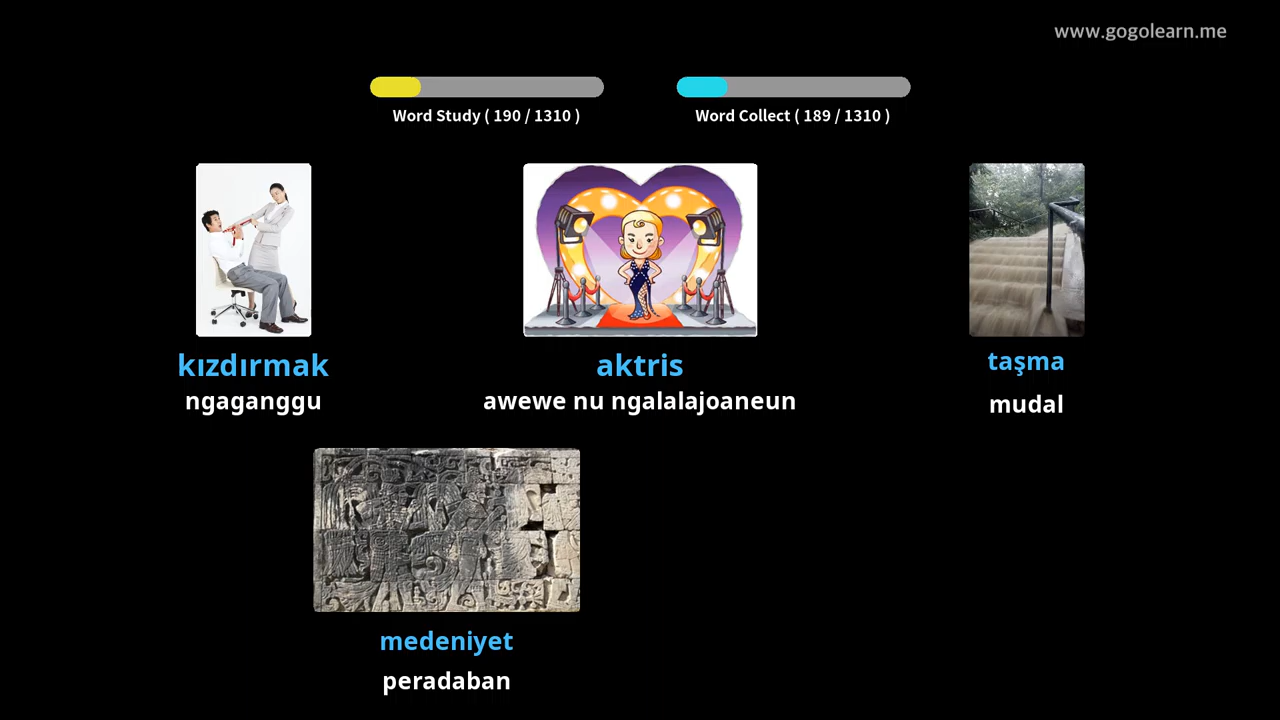 www.gogolearn.me
Word Study ( 190 / 1310 )
Word Collect ( 189 / 1310 )
kızdırmak
ngaganggu
aktris
awewe nu ngalalajoaneun
taşma
mudal
medeniyet
peradaban